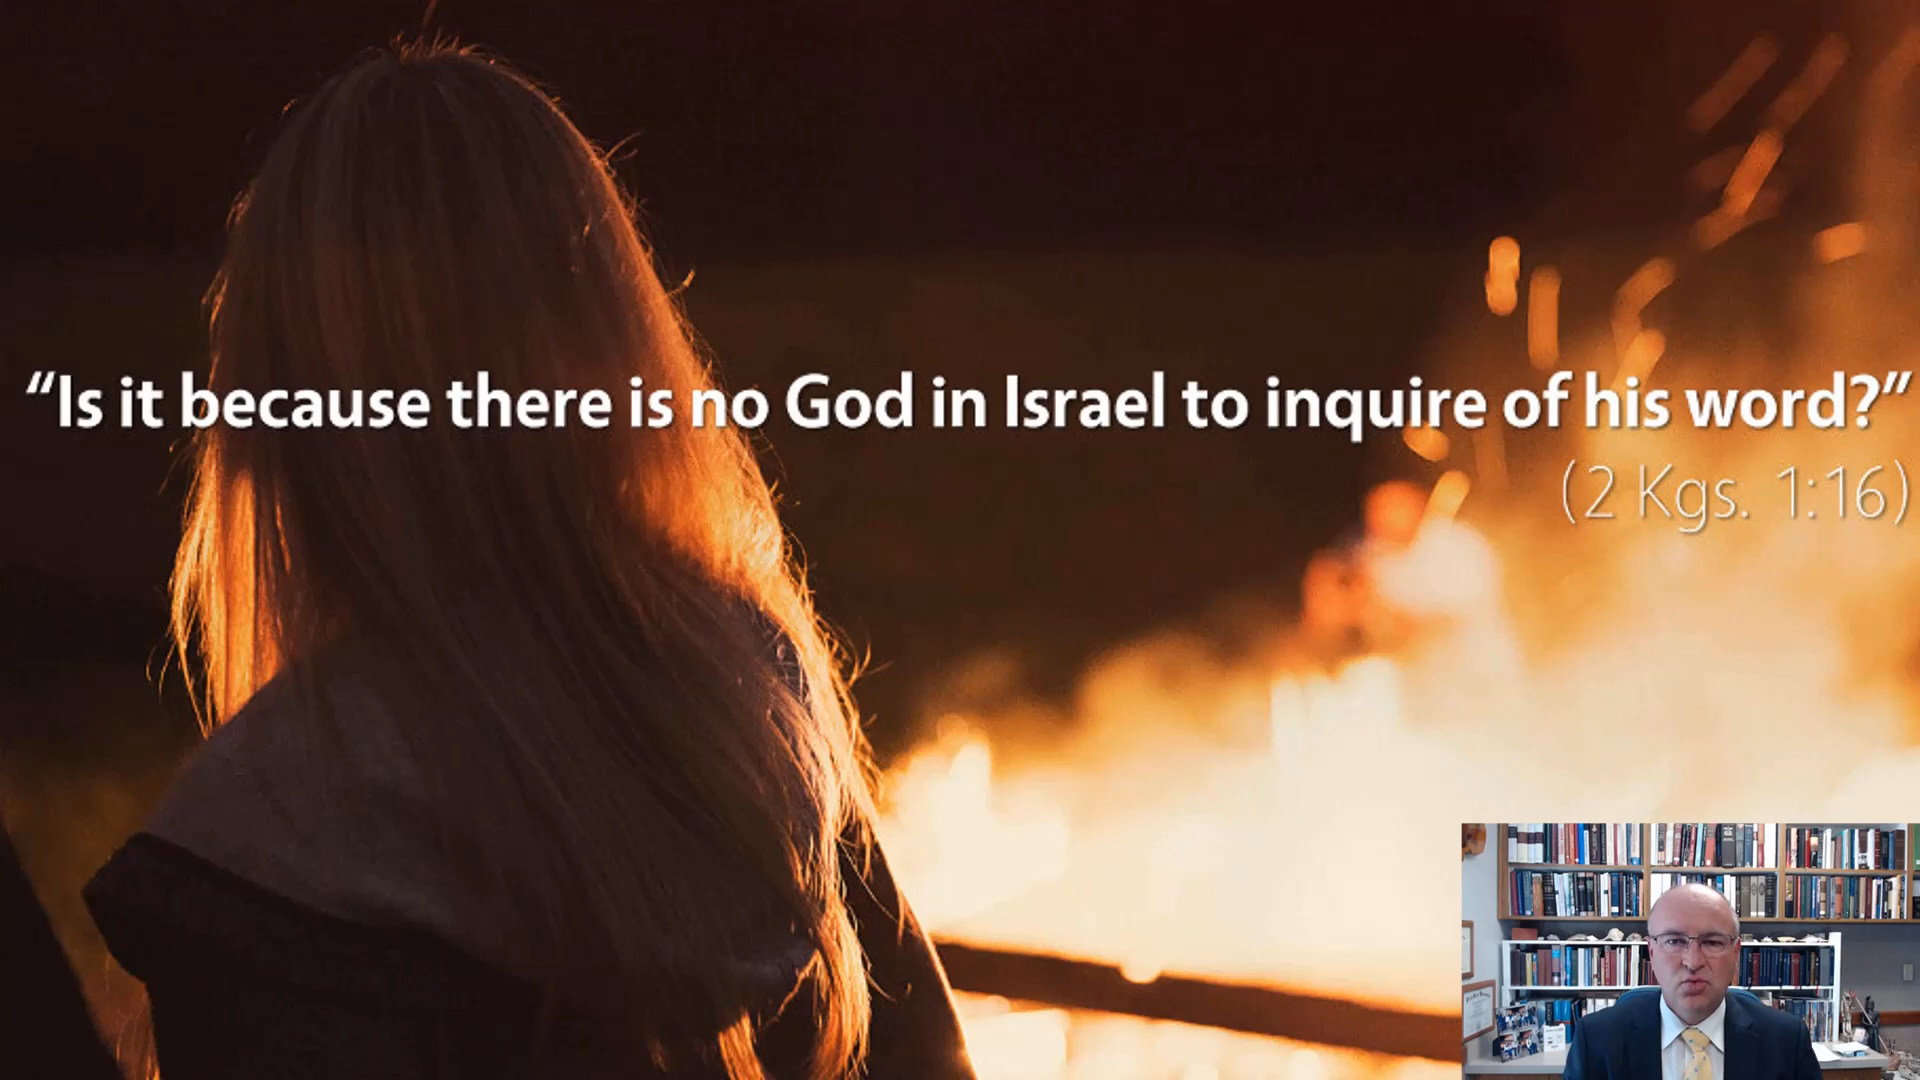 “Is it because there is no God in Israel to inquire of his word?”
(2 Kgs. 1:16)